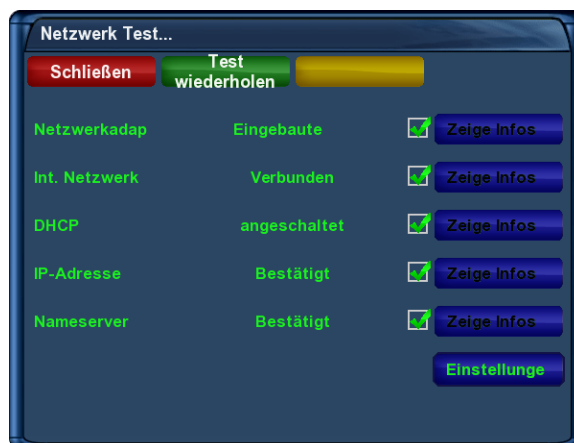 Netzwerk Test...
Schließen
Test
wiederholen
Netzwerkadap Eingebaute Zeige Infos
Int. Netzwerk Verbunden Zeige Infos
DHCP angeschaltet Zeige Infos
IP-Adresse Bestätigt Zeige Infos
Nameserver Bestätigt Zeige Infos
Einstellunge